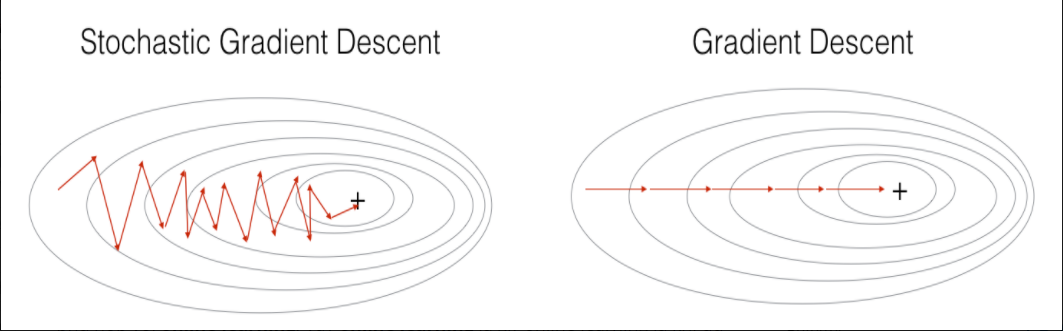 Stochastic Gradient Descent
Gradient Descent
+
+